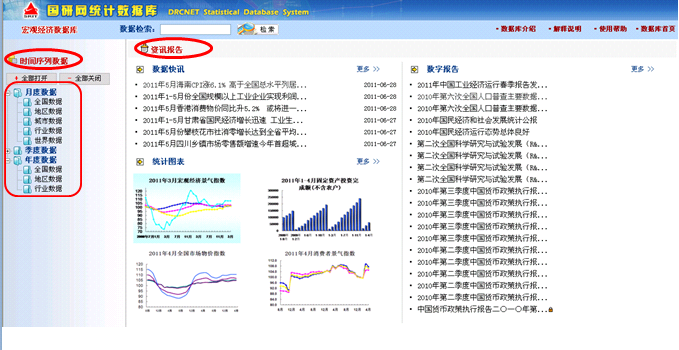 国研网统计数据库
DRCNET Statistical Database System
宏观经济数据库
数据检索:
检索
数据库介绍
解释说明
使用帮助
数据库首页
时间序列数据
全部打开
全部关闭
月度数据
全国数据
地区数据
城市数据
行业数据
世界数据
季度数据
年度数据
全国数据
地区数据
行业数据
资讯报告
数据快讯
更多 >>
2011年5月海南CPI涨6.1% 高于全国总水平列居... 2011-06-28
2011年1-5月份全国规模以上工业企业实现利润... 2011-06-28
2011年5月香港消费物价同比升5.2% 或将进一... 2011-06-28
2011年1-5月甘肃省国民经济增长迅速 工业生... 2011-06-28
2011年5月份攀枝花市社消零增长达到全省平均... 2011-06-28
2011年5月四川乡镇市场零售额增速今年首超城... 2011-06-28
统计图表
更多 >>
2011年3月宏观经济景气指数
2011年1-4月固定资产投资完成额(不含农户)
2011年4月全国市场物价指数
2011年4月消费者景气指数
数字报告
更多 >>
2011年中国工业经济运行春季报告发...
2010年第六次全国人口普查主要数据...
2010年第六次全国人口普查主要数据...
2010年国民经济和社会发展统计公报
2010年国民经济运行态势总体良好
第二次全国科学研究与试验发展（R&...
第二次全国科学研究与试验发展（R&...
第二次全国科学研究与试验发展（R&...
2010年第三季度中国货币政策执行报...
2010年第三季度中国货币政策执行报...
2010年第三季度中国货币政策执行报...
2010年第三季度中国货币政策执行报...
2010年第三季度中国货币政策执行报...
2010年第二季度中国货币政策执行报...
2010年第二季度中国货币政策执行报...
2010年第二季度中国货币政策执行报...
中国货币政策执行报告二〇一〇年第...